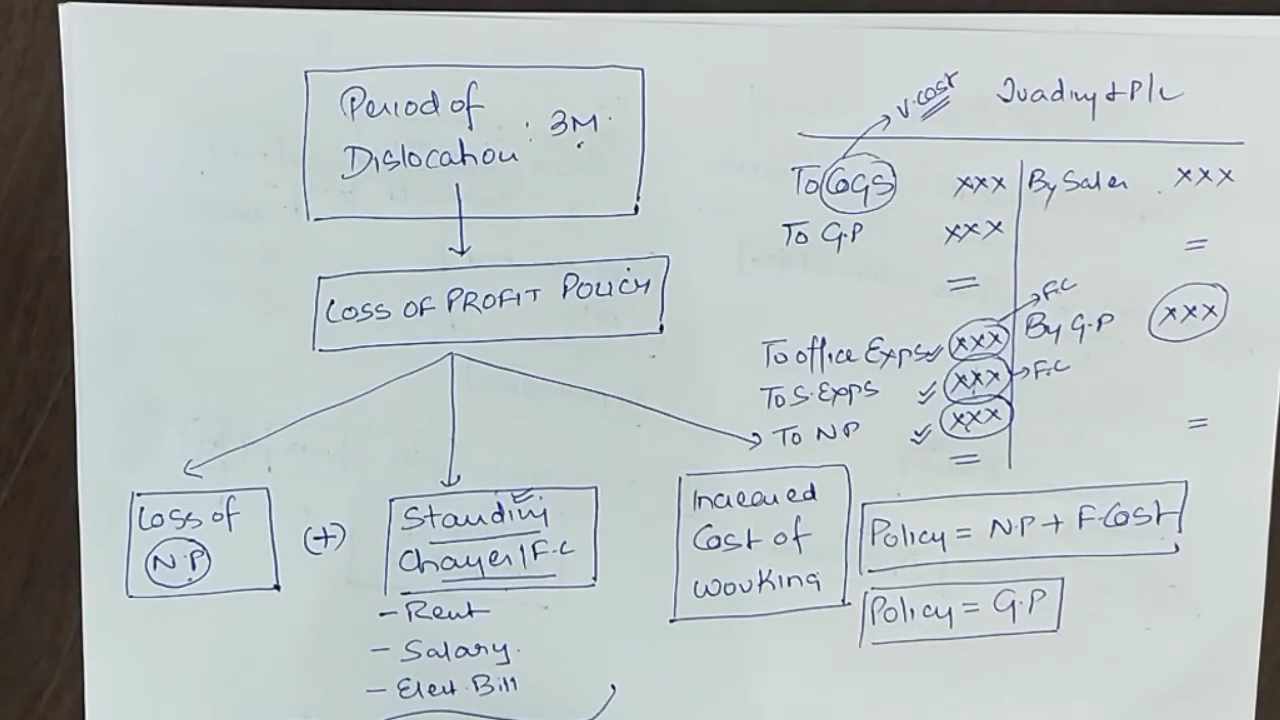 Period of
Dislocation : 3M.
LOSS OF PROFIT POLICY
Loss of
N.P
(+)
Standing
Charges/F.C
- Rent
- Salary.
- Elect. Bill
Increased
Cost of
working
V.cost
Trading & P/L
To COGS xxx By Sales xxx
To G.P xxx
=
=
F.C
By G.P xxx
To office Exps xxx
F.C
To S.Exps xxx
To NP xxx
=
=
Policy = N.P + F.Cost
Policy = G.P